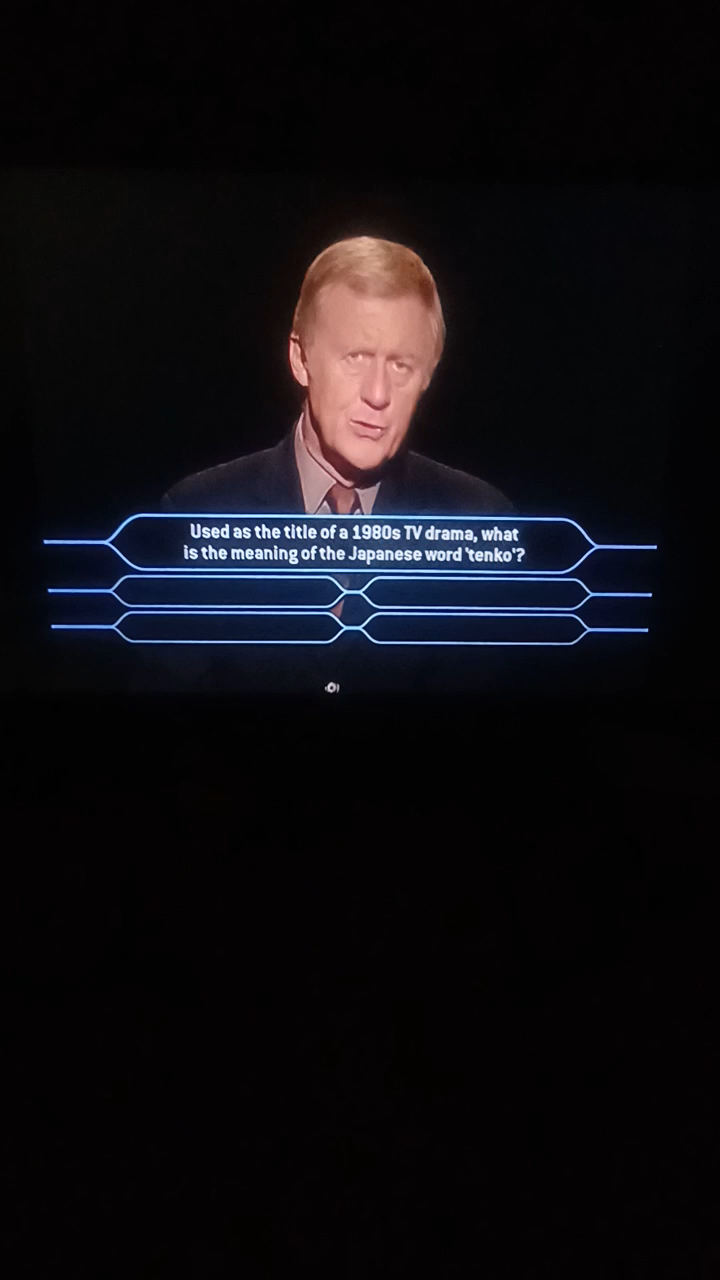 Used as the title of a 1980s TV drama, what
is the meaning of the Japanese word 'tenko'?